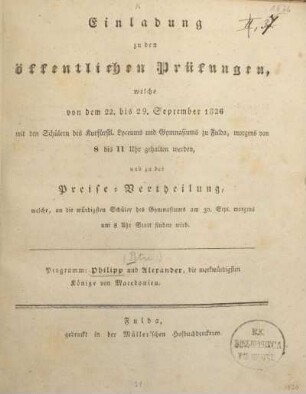 Einladung
zu den
öffentlichen Prüfungen,
welche
von dem 22. bis 29. September 1826
mit den Schülern des Kurfürstl. Lyceums und Gymnasiums zu Fulda, morgens von
8 bis 11 Uhr gehalten werden,
und zu der
Preise-Vertheilung,
welche, an die würdigsten Schüler des Gymnasiums am 30. Sept. morgens
um 8 Uhr Statt finden wird.
Programm: Philipp und Alexander, die merkwürdigsten
Könige von Macedonien.
Fulda,
gedruckt in der Müller'schen Hofbuchdruckerei.